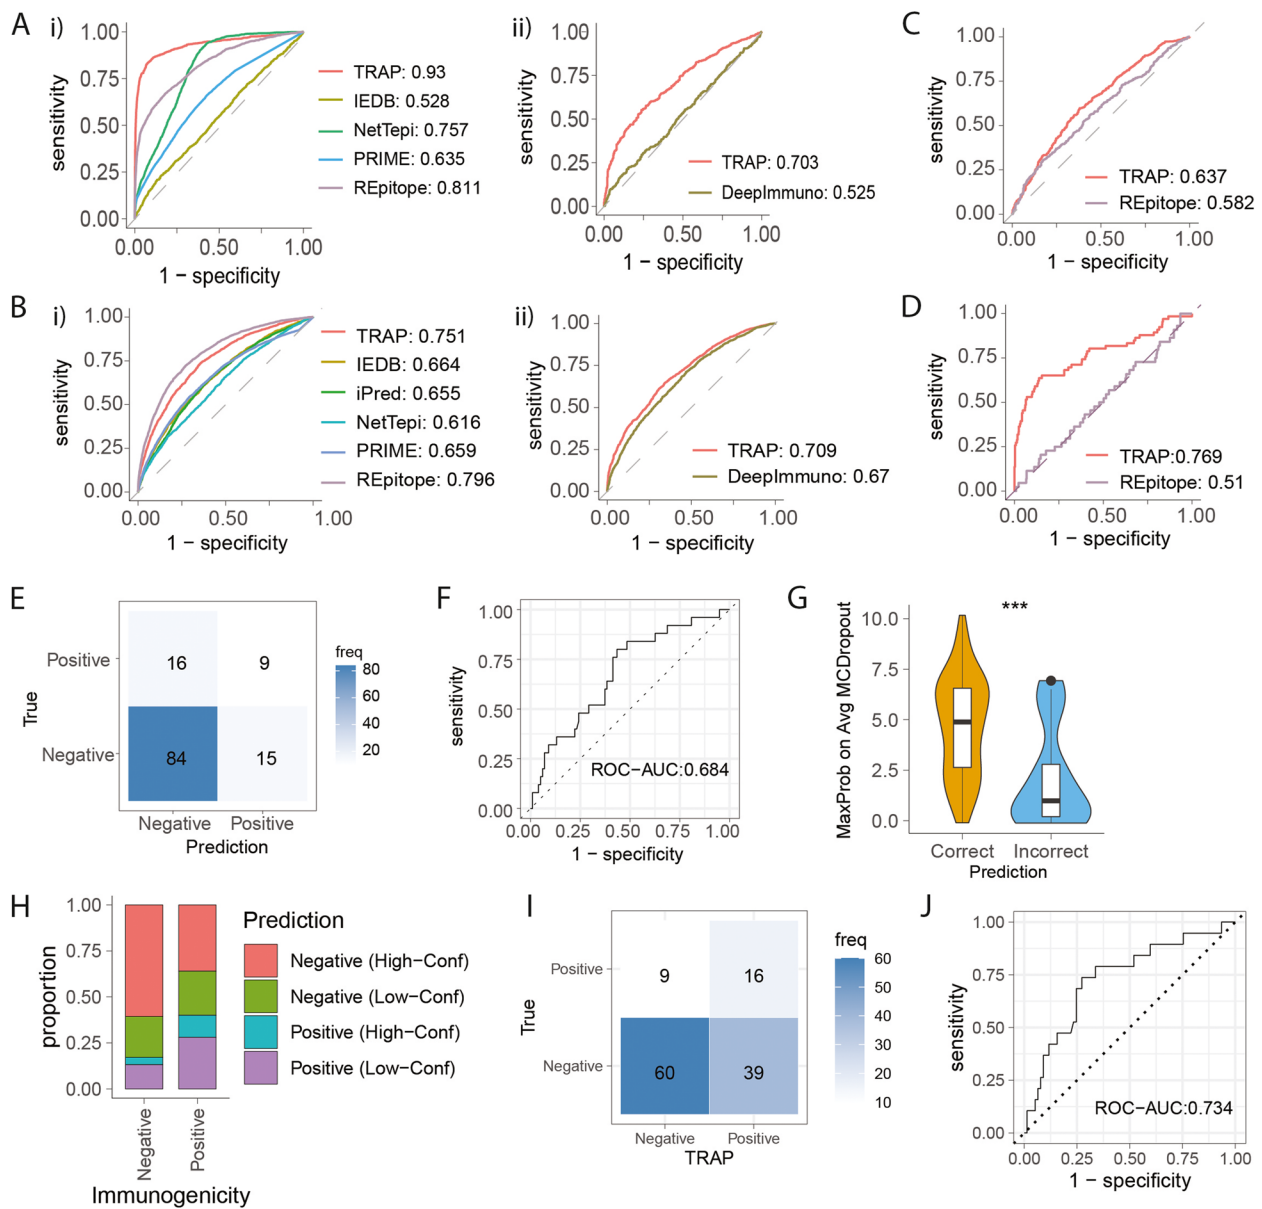 A i)
1.00
0.75
0.50
0.25
0.00
sensitivity
0.00 0.50 1.00
1 − specificity
TRAP: 0.93
IEDB: 0.528
NetTepi: 0.757
PRIME: 0.635
REpitope: 0.811
ii)
1.00
0.75
0.50
0.25
0.00
sensitivity
0.00 0.50 1.00
1 − specificity
TRAP: 0.703
DeepImmuno: 0.525
C
1.00
0.75
0.50
0.25
0.00
sensitivity
0.00 0.50 1.00
1 − specificity
TRAP: 0.637
REpitope: 0.582
B i)
1.00
0.75
0.50
0.25
0.00
sensitivity
0.00 0.50 1.00
1 − specificity
TRAP: 0.751
IEDB: 0.664
iPred: 0.655
NetTepi: 0.616
PRIME: 0.659
REpitope: 0.796
ii)
1.00
0.75
0.50
0.25
0.00
sensitivity
0.00 0.50 1.00
1 − specificity
TRAP: 0.709
DeepImmuno: 0.67
D
1.00
0.75
0.50
0.25
0.00
sensitivity
0.00 0.50 1.00
1 − specificity
TRAP:0.769
REpitope: 0.51
E
Positive
Negative
True
16 9
84 15
Negative Positive
Prediction
freq
80
60
40
20
F
1.00
0.75
0.50
0.25
0.00
sensitivity
ROC−AUC:0.684
0.00 0.25 0.50 0.75 1.00
1 − specificity
G
MaxProb on Avg MCDropout
10.0
7.5
5.0
2.5
0.0
***
Correct Incorrect
Prediction
H
1.00
0.75
0.50
0.25
0.00
proportion
Negative
Positive
Immunogenicity
Prediction
Negative (High−Conf)
Negative (Low−Conf)
Positive (High−Conf)
Positive (Low−Conf)
I
Positive
Negative
True
9 16
60 39
Negative Positive
TRAP
freq
60
50
40
30
20
10
J
1.00
0.75
0.50
0.25
0.00
sensitivity
ROC−AUC:0.734
0.00 0.25 0.50 0.75 1.00
1 − specificity